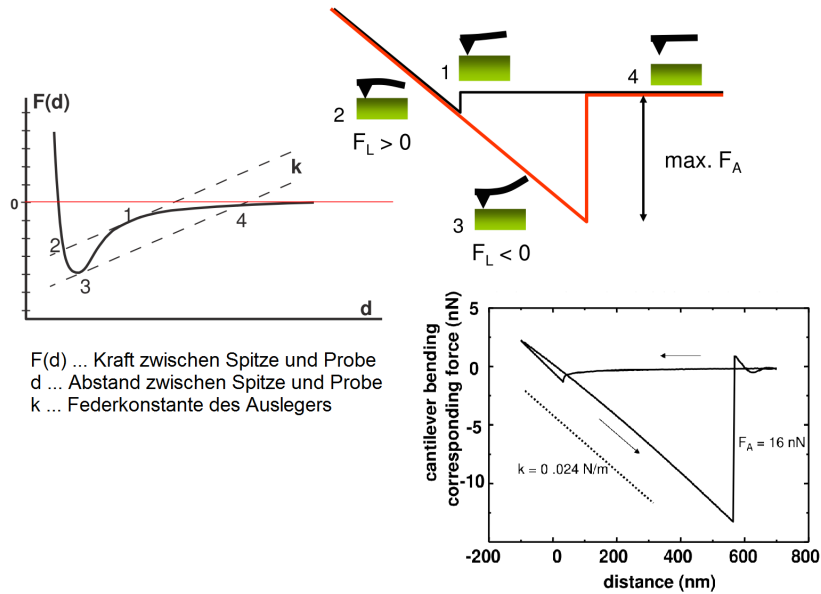 F(d)
k
0
1
2
3
4
d
F(d) ... Kraft zwischen Spitze und Probe
d ... Abstand zwischen Spitze und Probe
k ... Federkonstante des Auslegers
1
4
2
F_L > 0
max. F_A
3
F_L < 0
cantilever bending
corresponding force (nN)
5
0
-5
-10
F_A = 16 nN
k = 0 .024 N/m
-200 0 200 400 600 800
distance (nm)